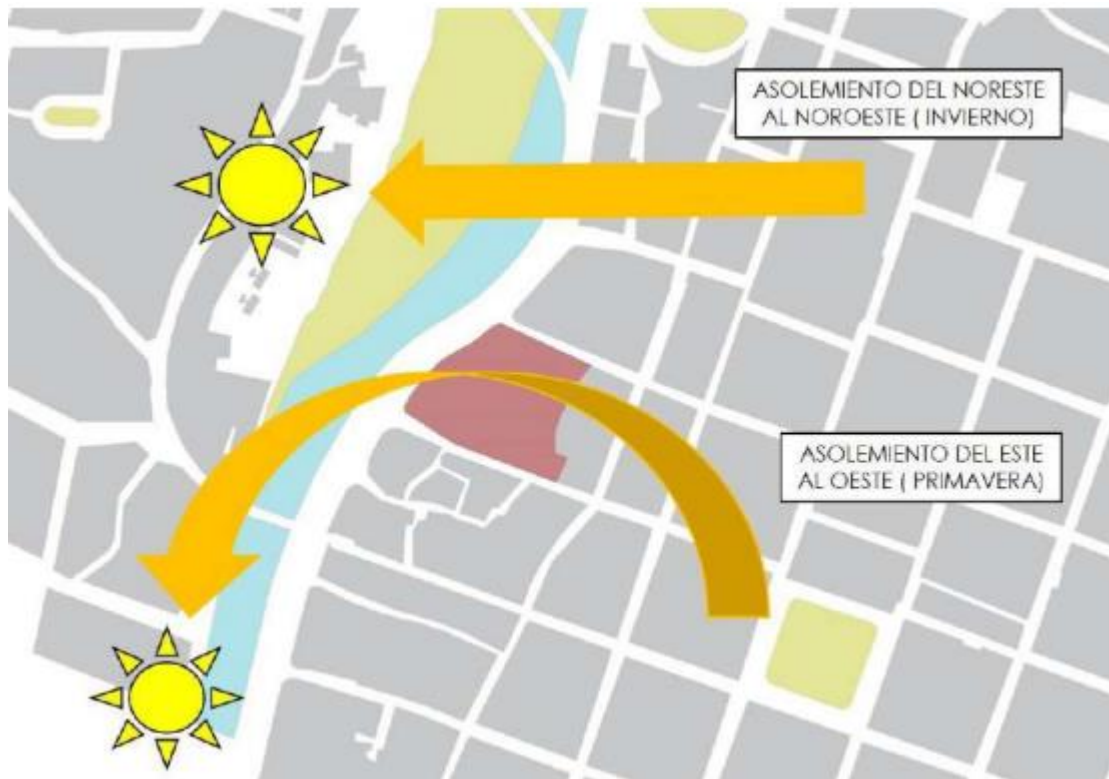 ASOLEMIENTO DEL NORESTE
AL NOROESTE ( INVIERNO)
ASOLEMIENTO DEL ESTE
AL OESTE ( PRIMAVERA)